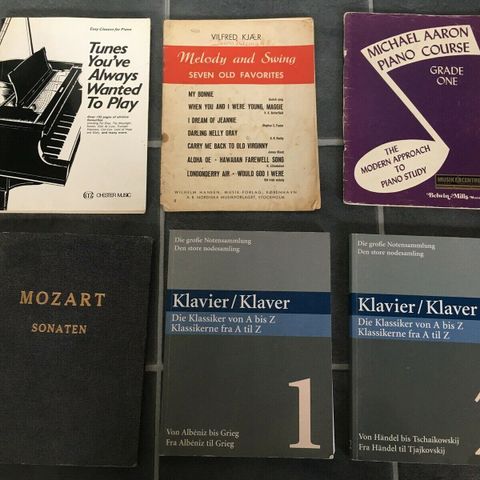 Easy Classics for Piano
Tunes
You've
Always
Wanted
To Play
CHESTER MUSIC
VILFRED KJÆR
Melody and Swing
SEVEN OLD FAVORITES
MY BONNIE
WHEN YOU AND I WERE YOUNG, MAGGIE
I DREAM OF JEANNIE
DARLING NELLY GRAY
CARRY ME BACK TO OLD VIRGINNY
ALOHA OE - HAWAIIAN FAREWELL SONG
LONDONDERRY AIR - WOULD GOD I WERE
WILHELM HANSEN, MUSIK-FORLAG, KØBENHAVN
A. B. NORDISKA MUSIKFÖRLAGET, STOCKHOLM
MICHAEL AARON
PIANO COURSE
GRADE
ONE
THE
MODERN APPROACH
TO
PIANO STUDY
Belwin Mills
MOZART
SONATEN
Die große Notensammlung
Den store nodesamling
Klavier/Klaver
Die Klassiker von A bis Z
Klassikerne fra A til Z
1
Von Albéniz bis Grieg
Fra Albéniz til Grieg
Die große Notensammlung
Den store nodesamling
Klavier/Klaver
Die Klassiker von A bis Z
Klassikerne fra A til Z
Von Händel bis Tschaikowskij
Fra Händel til Tjajkovskij